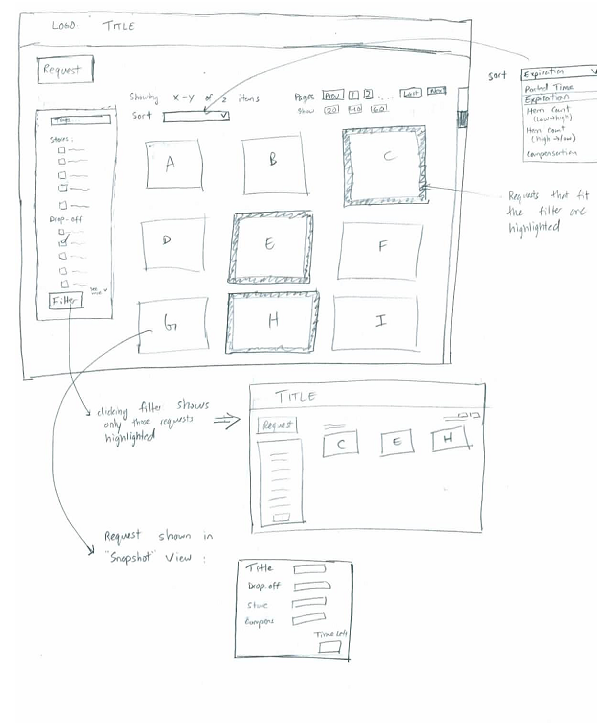 LOGO TITLE
Request
Showing x-y of z items
Sort
Pages 1 2 .... Last Next
Show 20 40 60
Stores:
Drop-off
see more
Filter
A B C
D E F
G H I
Sort Expiration
Posted Time
Expiration
Item Count
(low→high)
Item Count
(high→low)
Compensation
Requests that fit
the filter are
highlighted
clicking filter shows
only those requests
highlighted
TITLE
Request
C E H
Request shown in
"Snapshot" View :
Title
Drop-off
Store
Time Left